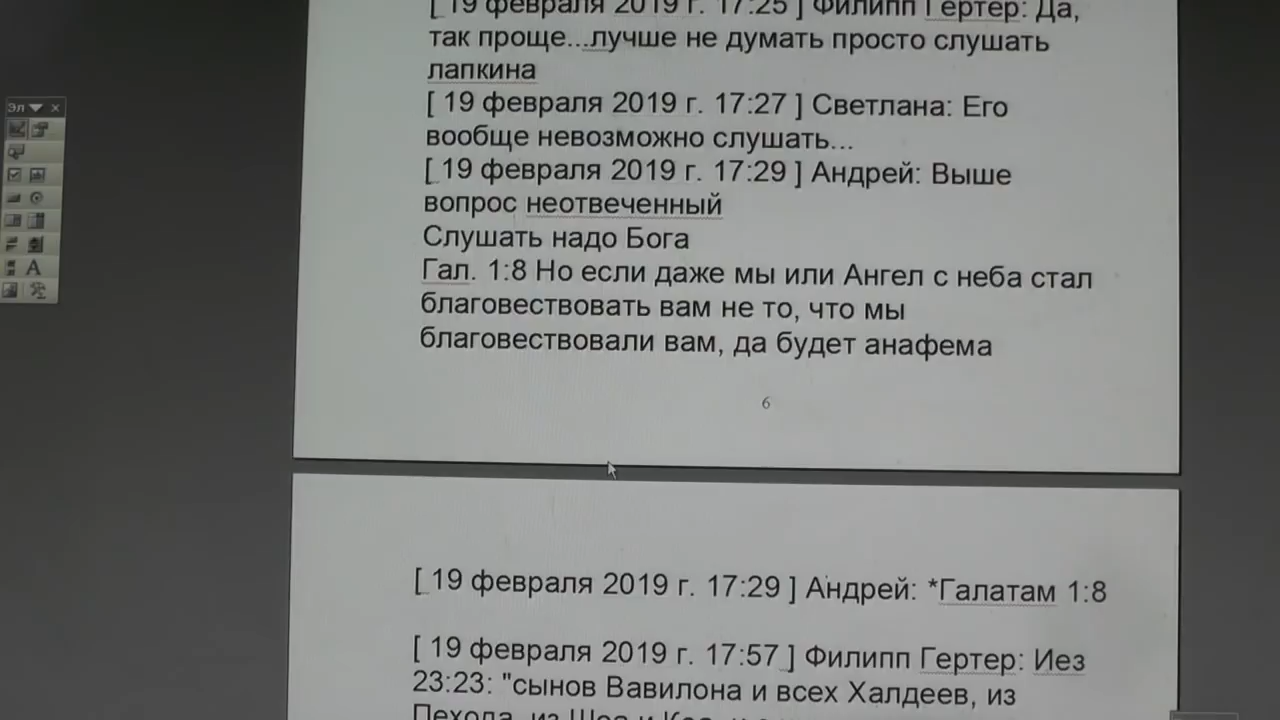 [ 19 февраля 2019 г. 17:25 ] Филипп Гертер: Да,
так проще...лучше не думать просто слушать
лапкина
[ 19 февраля 2019 г. 17:27 ] Светлана: Его
вообще невозможно слушать...
[ 19 февраля 2019 г. 17:29 ] Андрей: Выше
вопрос неотвеченный
Слушать надо Бога
Гал. 1:8 Но если даже мы или Ангел с неба стал
благовествовать вам не то, что мы
благовествовали вам, да будет анафема
6
[ 19 февраля 2019 г. 17:29 ] Андрей: *Галатам 1:8
[ 19 февраля 2019 г. 17:57 ] Филипп Гертер: Иез
23:23: "сынов Вавилона и всех Халдеев, из
Пехода, из
Эл
A